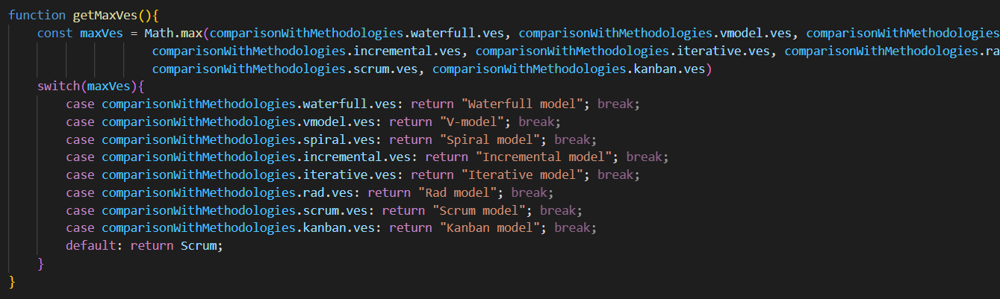 function getMaxVes(){
const maxVes = Math.max(comparisonWithMethodologies.waterfull.ves, comparisonWithMethodologies.vmodel.ves, comparisonWithMethodologies
comparisonWithMethodologies.incremental.ves, comparisonWithMethodologies.iterative.ves, comparisonWithMethodologies.ra
comparisonWithMethodologies.scrum.ves, comparisonWithMethodologies.kanban.ves)
switch(maxVes){
case comparisonWithMethodologies.waterfull.ves: return "Waterfull model"; break;
case comparisonWithMethodologies.vmodel.ves: return "V-model"; break;
case comparisonWithMethodologies.spiral.ves: return "Spiral model"; break;
case comparisonWithMethodologies.incremental.ves: return "Incremental model"; break;
case comparisonWithMethodologies.iterative.ves: return "Iterative model"; break;
case comparisonWithMethodologies.rad.ves: return "Rad model"; break;
case comparisonWithMethodologies.scrum.ves: return "Scrum model"; break;
case comparisonWithMethodologies.kanban.ves: return "Kanban model"; break;
default: return Scrum;
}
}